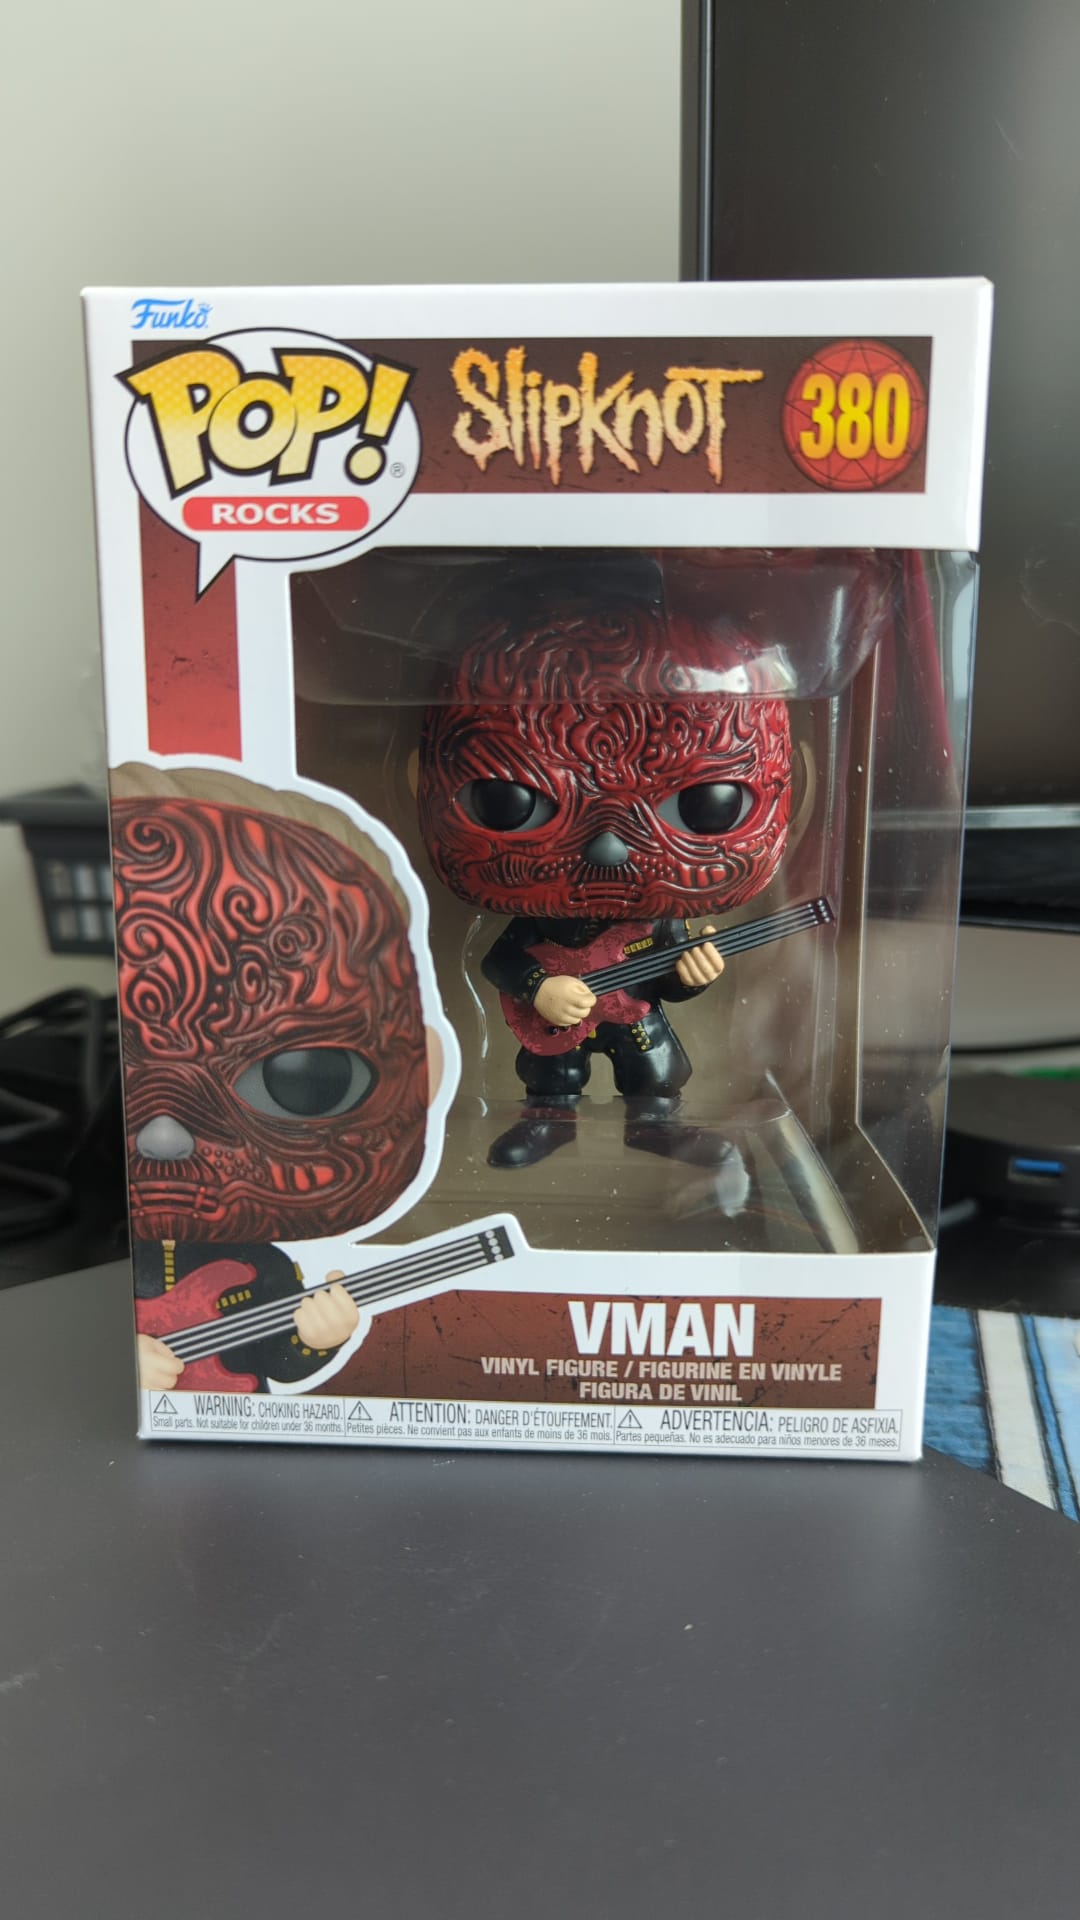 Funko
POP!®
ROCKS
SlipKnoT
380
VMAN
VINYL FIGURE / FIGURINE EN VINYLE
FIGURA DE VINIL
WARNING: CHOKING HAZARD.
Small parts. Not suitable for children under 36 months.
ATTENTION: DANGER D'ÉTOUFFEMENT.
Petites pièces. Ne convient pas aux enfants de moins de 36 mois.
ADVERTENCIA: PELIGRO DE ASFIXIA.
Partes pequeñas. No es adecuado para niños menores de 36 meses.